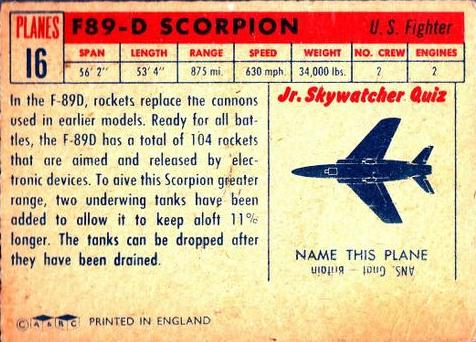 PLANES
16
F89-D SCORPION
U. S. Fighter
SPAN LENGTH RANGE SPEED WEIGHT NO. CREW ENGINES
56' 2" 53' 4" 875 mi. 630 mph. 34,000 lbs. 2 2
In the F-89D, rockets replace the cannons
used in earlier models. Ready for all bat-
tles, the F-89D has a total of 104 rockets
that are aimed and released by elec-
tronic devices. To aive this Scorpion greater
range, two underwing tanks have been
added to allow it to keep aloft 11%
longer. The tanks can be dropped after
they have been drained.
Jr. Skywatcher Quiz
NAME THIS PLANE
ANS. Gnat
Britain -
© A & BC PRINTED IN ENGLAND